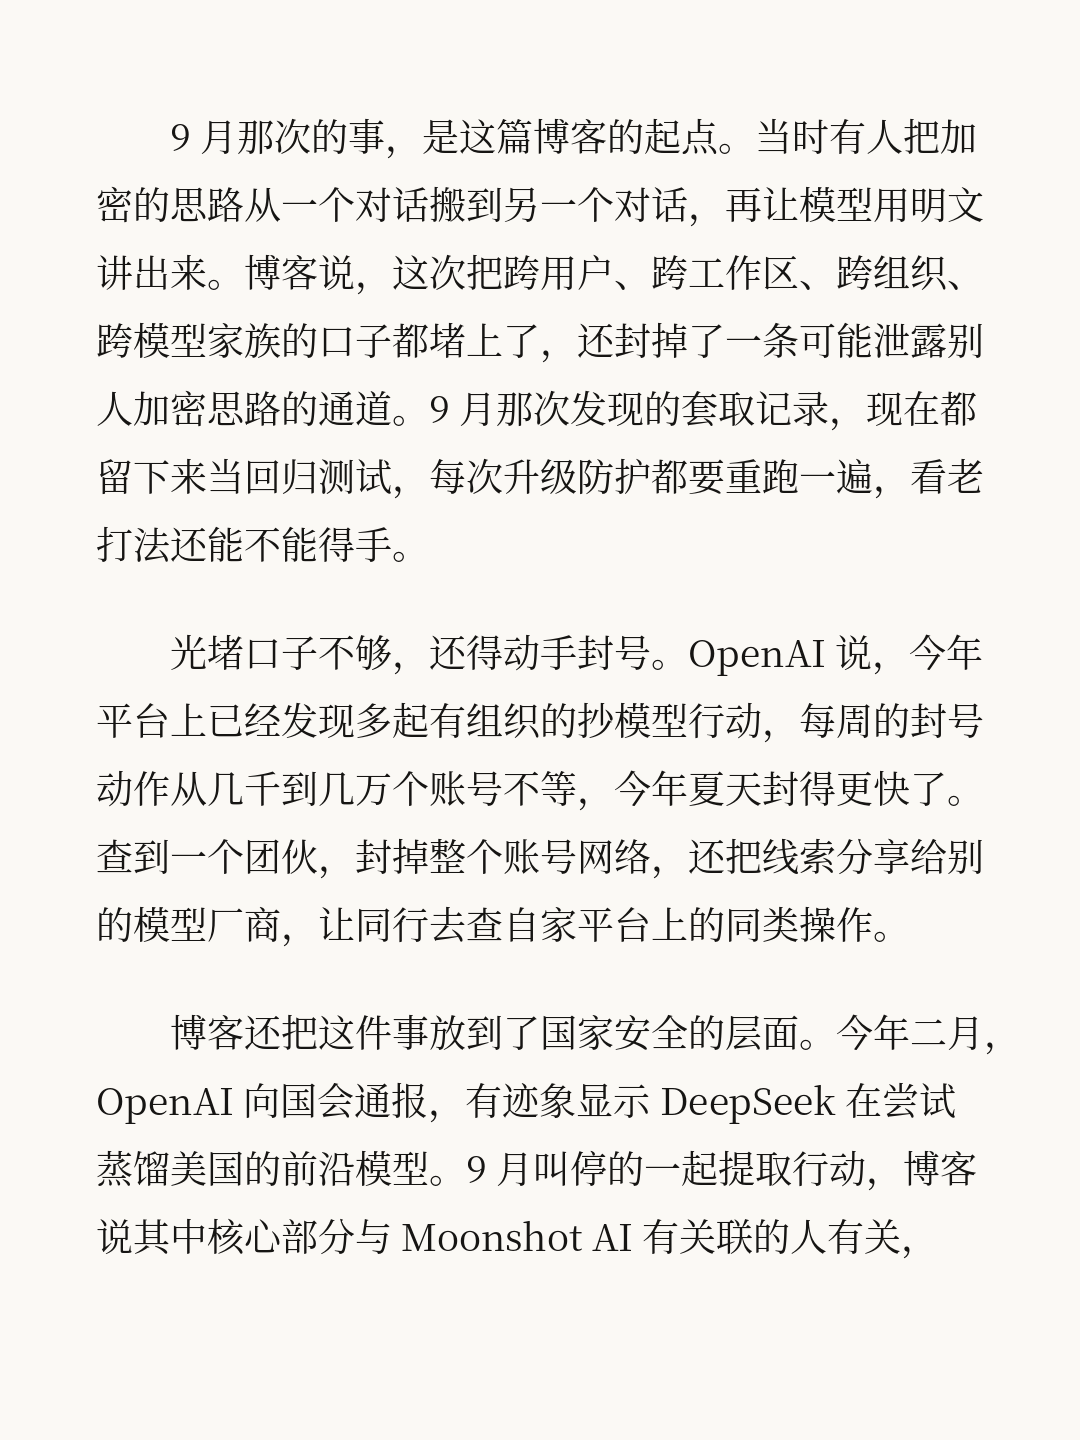 9 月那次的事，是这篇博客的起点。当时有人把加
密的思路从一个对话搬到另一个对话，再让模型用明文
讲出来。博客说，这次把跨用户、跨工作区、跨组织、
跨模型家族的口子都堵上了，还封掉了一条可能泄露别
人加密思路的通道。9 月那次发现的套取记录，现在都
留下来当回归测试，每次升级防护都要重跑一遍，看老
打法还能不能得手。
光堵口子不够，还得动手封号。OpenAI 说，今年
平台上已经发现多起有组织的抄模型行动，每周的封号
动作从几千到几万个账号不等，今年夏天封得更快了。
查到一个团伙，封掉整个账号网络，还把线索分享给别
的模型厂商，让同行去查自家平台上的同类操作。
博客还把这件事放到了国家安全的层面。今年二月，
OpenAI 向国会通报，有迹象显示 DeepSeek 在尝试
蒸馏美国的前沿模型。9 月叫停的一起提取行动，博客
说其中核心部分与 Moonshot AI 有关联的人有关，